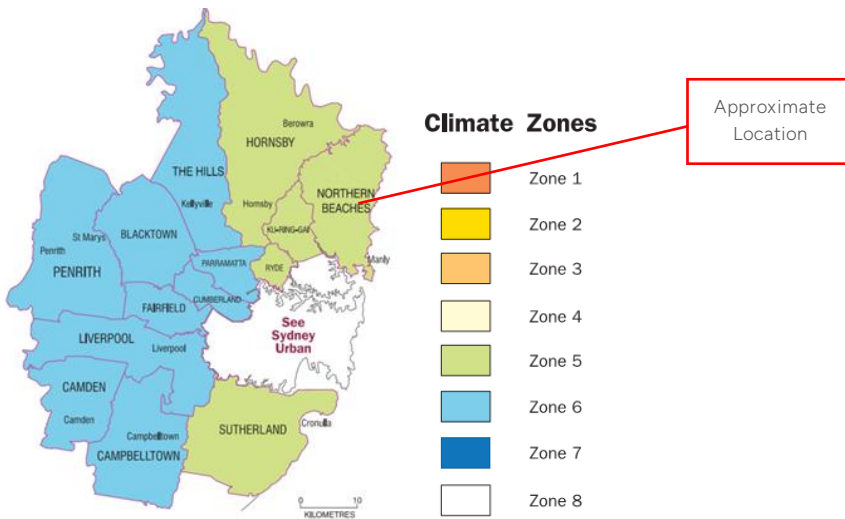 Berowra
HORNSBY
THE HILLS
Kellyville
Hornsby
NORTHERN
BEACHES
KU-RING-GAI
St Marys
BLACKTOWN
Penrith
PENRITH
PARRAMATTA
RYDE
Manly
CUMBERLAND
FAIRFIELD
See
Sydney
Urban
LIVERPOOL
Liverpool
CAMDEN
Camden
Campbelltown
CAMPBELLTOWN
SUTHERLAND
Cronulla
0 10
KILOMETRES
Climate Zones
Zone 1
Zone 2
Zone 3
Zone 4
Zone 5
Zone 6
Zone 7
Zone 8
Approximate
Location